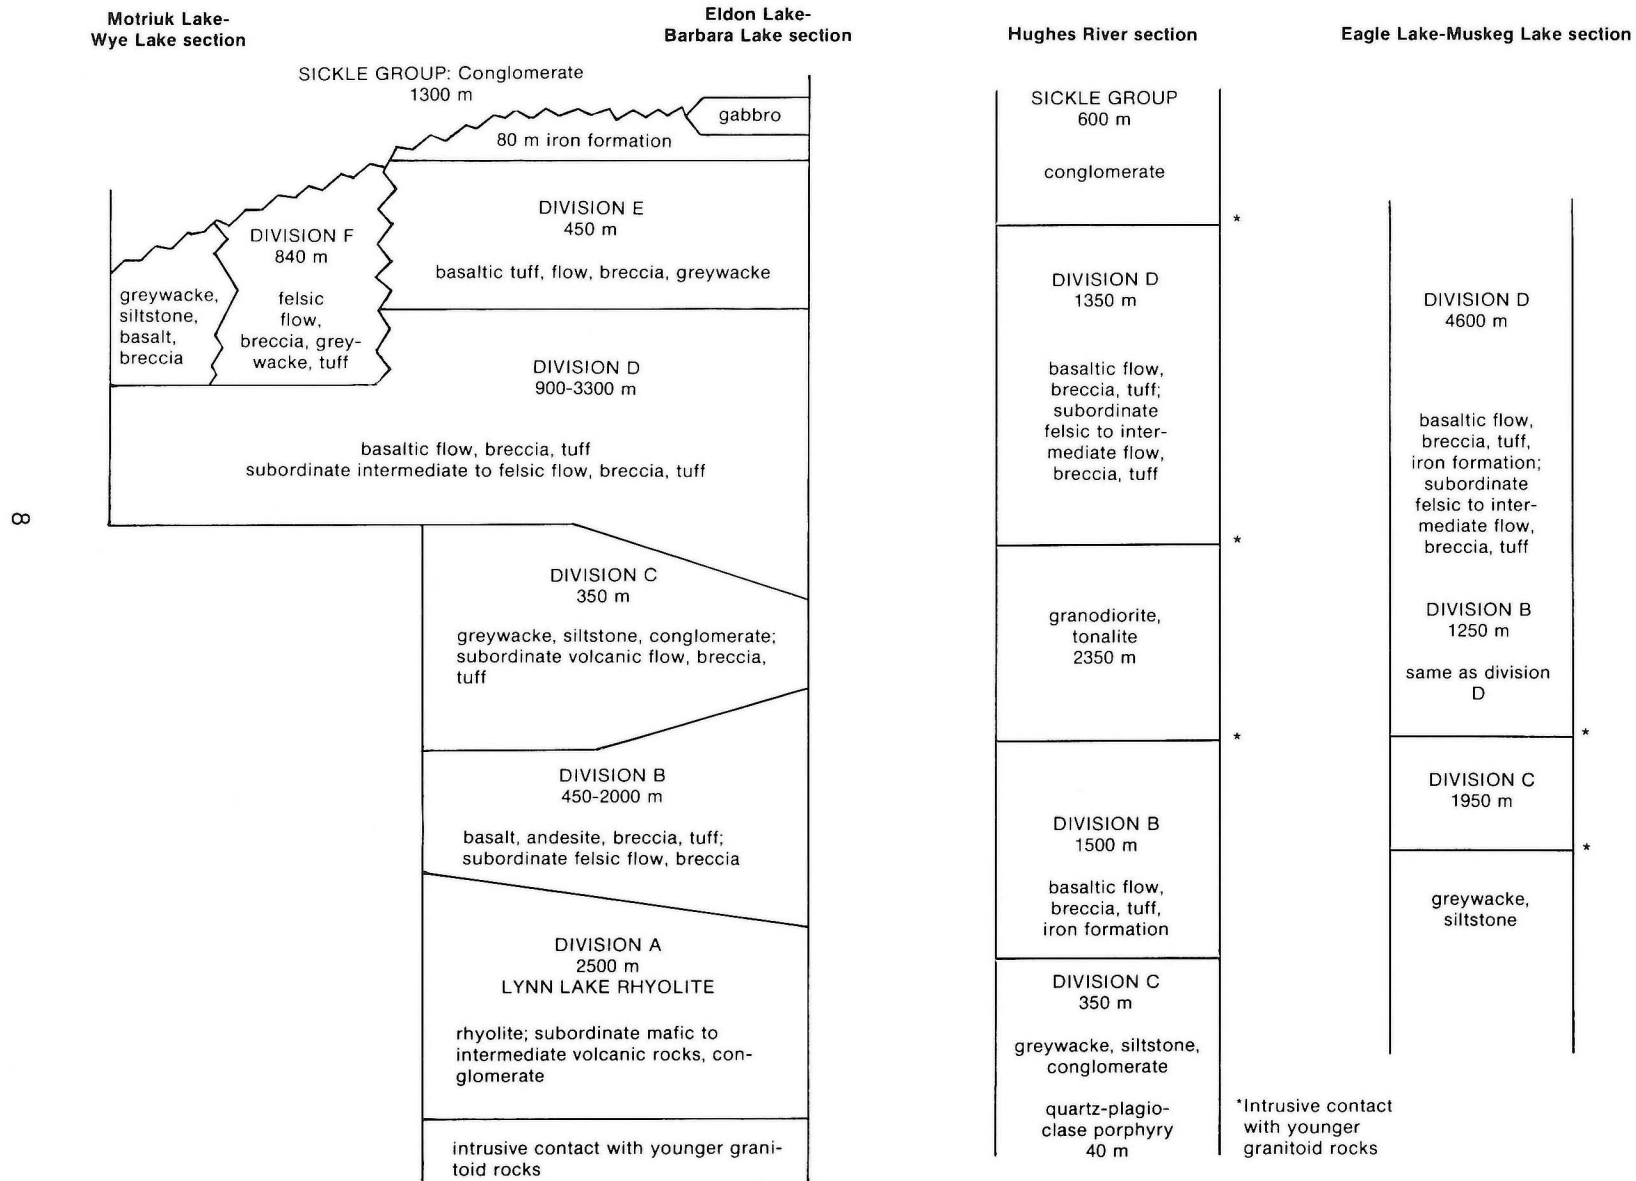 Motriuk Lake-
Wye Lake section
Eldon Lake-
Barbara Lake section
Hughes River section
Eagle Lake-Muskeg Lake section
SICKLE GROUP: Conglomerate
1300 m
gabbro
80 m iron formation
DIVISION E
450 m
basaltic tuff, flow, breccia, greywacke
DIVISION F
840 m
felsic
flow,
breccia, grey-
wacke, tuff
greywacke,
siltstone,
basalt,
breccia
DIVISION D
900-3300 m
basaltic flow, breccia, tuff
subordinate intermediate to felsic flow, breccia, tuff
8
DIVISION C
350 m
greywacke, siltstone, conglomerate;
subordinate volcanic flow, breccia,
tuff
DIVISION B
450-2000 m
basalt, andesite, breccia, tuff;
subordinate felsic flow, breccia
DIVISION A
2500 m
LYNN LAKE RHYOLITE
rhyolite; subordinate mafic to
intermediate volcanic rocks, con-
glomerate
intrusive contact with younger grani-
toid rocks
SICKLE GROUP
600 m
conglomerate
*
DIVISION D
1350 m
basaltic flow,
breccia, tuff;
subordinate
felsic to inter-
mediate flow,
breccia, tuff
*
granodiorite,
tonalite
2350 m
*
DIVISION B
1500 m
basaltic flow,
breccia, tuff,
iron formation
DIVISION C
350 m
greywacke, siltstone,
conglomerate
quartz-plagio-
clase porphyry
40 m
DIVISION D
4600 m
basaltic flow,
breccia, tuff,
iron formation;
subordinate
felsic to inter-
mediate flow,
breccia, tuff
DIVISION B
1250 m
same as division
D
*
DIVISION C
1950 m
*
greywacke,
siltstone
*Intrusive contact
with younger
granitoid rocks